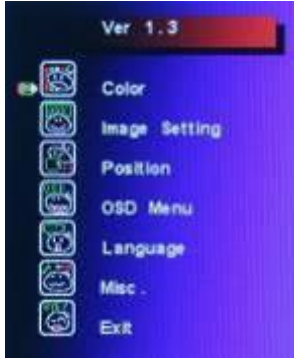 Ver 1.3
Color
Image Setting
Position
OSD Menu
Language
Misc.
Exit